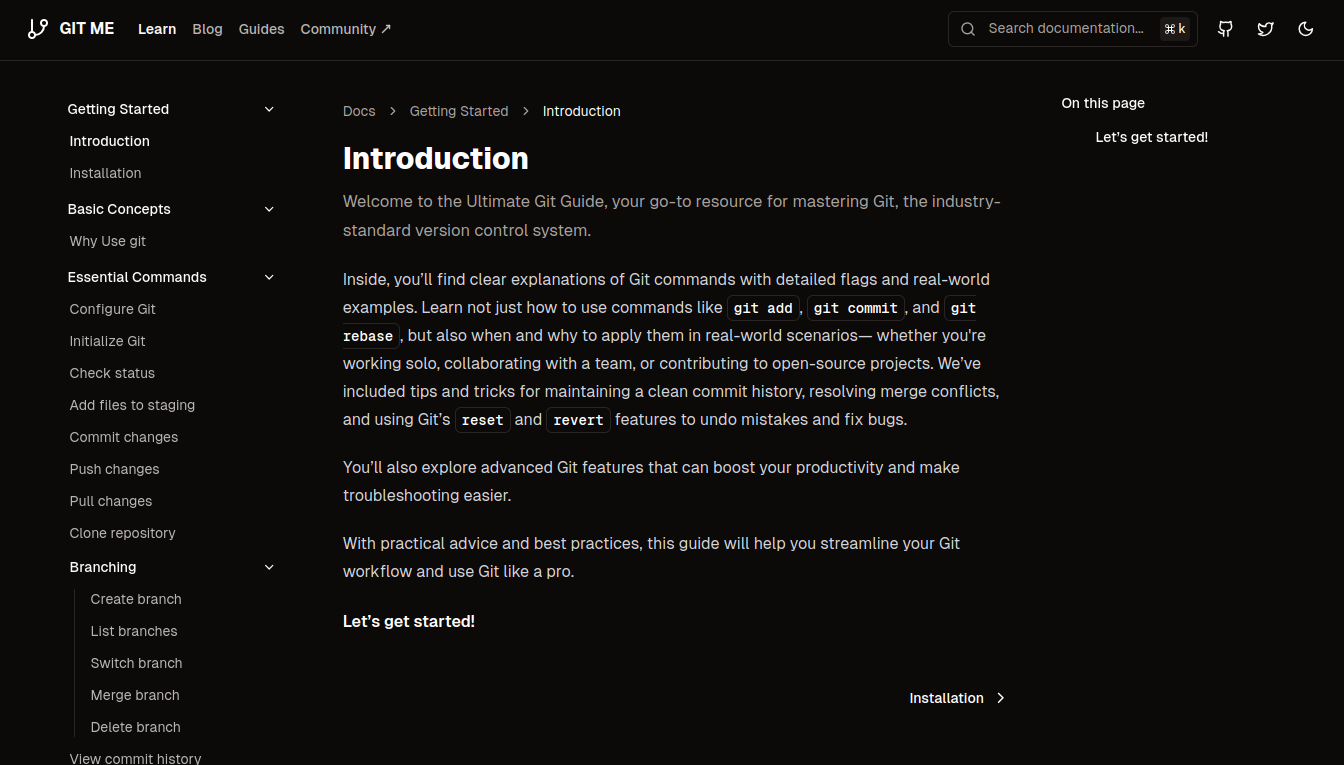 GIT ME
Learn
Blog
Guides
Community ↗
Search documentation...
⌘ k
Getting Started
Introduction
Installation
Basic Concepts
Why Use git
Essential Commands
Configure Git
Initialize Git
Check status
Add files to staging
Commit changes
Push changes
Pull changes
Clone repository
Branching
Create branch
List branches
Switch branch
Merge branch
Delete branch
View commit history
Docs > Getting Started > Introduction
Introduction
Welcome to the Ultimate Git Guide, your go-to resource for mastering Git, the industry-
standard version control system.
Inside, you’ll find clear explanations of Git commands with detailed flags and real-world
examples. Learn not just how to use commands like git add, git commit, and git
rebase, but also when and why to apply them in real-world scenarios— whether you're
working solo, collaborating with a team, or contributing to open-source projects. We’ve
included tips and tricks for maintaining a clean commit history, resolving merge conflicts,
and using Git’s reset and revert features to undo mistakes and fix bugs.
You’ll also explore advanced Git features that can boost your productivity and make
troubleshooting easier.
With practical advice and best practices, this guide will help you streamline your Git
workflow and use Git like a pro.
Let’s get started!
Installation >
On this page
Let’s get started!